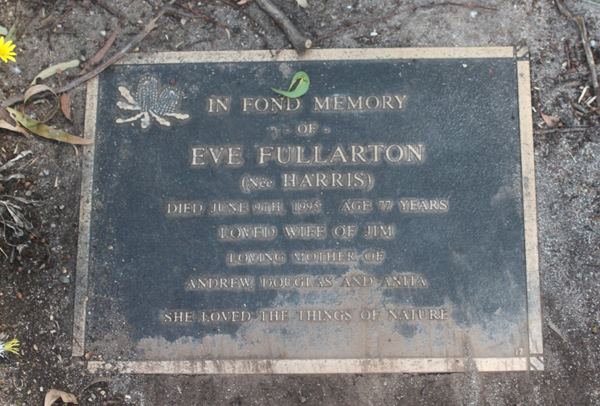 IN FOND MEMORY
- OF -
EVE FULLARTON
(Née HARRIS)
DIED JUNE 9TH, 1995 AGE 77 YEARS
LOVED WIFE OF JIM
LOVING MOTHER OF
ANDREW DOUGLAS AND ANITA
SHE LOVED THE THINGS OF NATURE